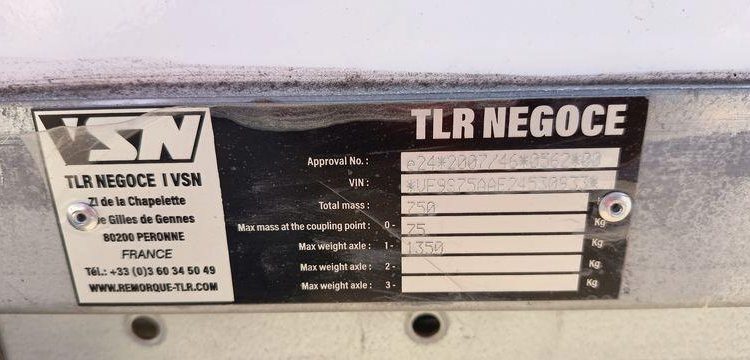 VSN
TLR NEGOCE I VSN
ZI de la Chapelette
e Gilles de Gennes
80200 PERONNE
FRANCE
Tél.: +33 (0)3 60 34 50 49
WWW.REMORQUE-TLR.COM
TLR NEGOCE
Approval No.: e24*2007/46*0562*00
VIN:
Total mass: 750
Max mass at the coupling point: 0- 75 Kg
Max weight axle: 1- 1350 Kg
Max weight axle: 2- Kg
Max weight axle: 3- Kg